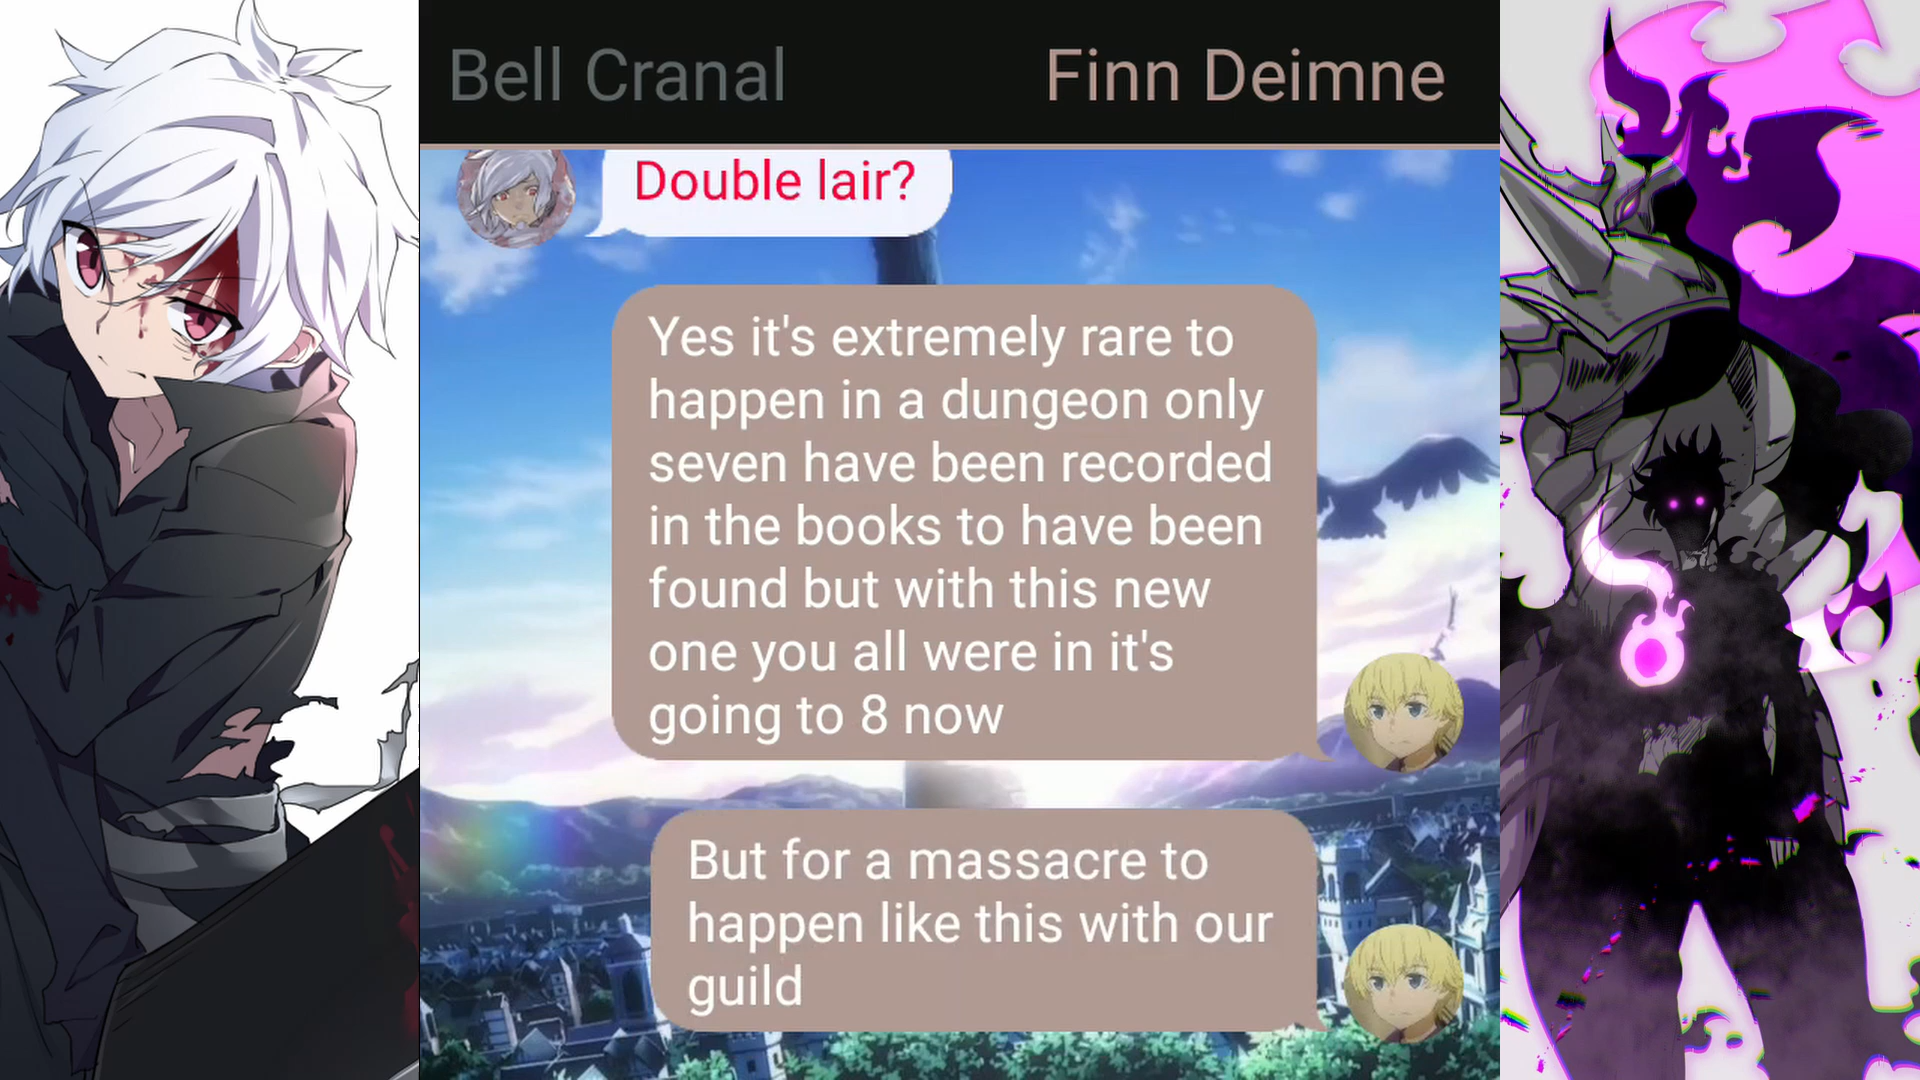 Bell Cranal
Finn Deimne
Double lair?
Yes it's extremely rare to
happen in a dungeon only
seven have been recorded
in the books to have been
found but with this new
one you all were in it's
going to 8 now
But for a massacre to
happen like this with our
guild